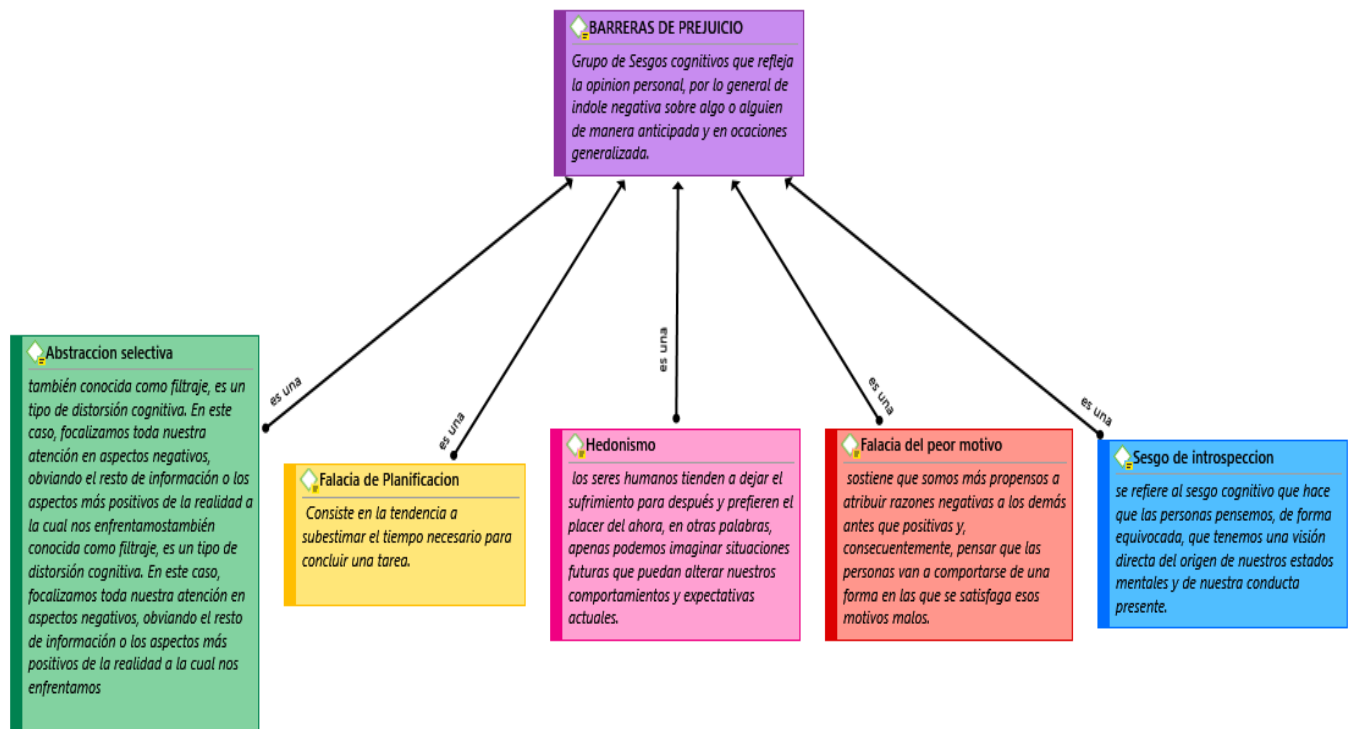 BARRERAS DE PREJUICIO
Grupo de Sesgos cognitivos que refleja
la opinion personal, por lo general de
indole negativa sobre algo o alguien
de manera anticipada y en ocaciones
generalizada.
es una
es una
es una
es una
es una
Abstraccion selectiva
también conocida como filtraje, es un
tipo de distorsión cognitiva. En este
caso, focalizamos toda nuestra
atención en aspectos negativos,
obviando el resto de información o los
aspectos más positivos de la realidad a
la cual nos enfrentamostambién
conocida como filtraje, es un tipo de
distorsión cognitiva. En este caso,
focalizamos toda nuestra atención en
aspectos negativos, obviando el resto
de información o los aspectos más
positivos de la realidad a la cual nos
enfrentamos
Falacia de Planificacion
Consiste en la tendencia a
subestimar el tiempo necesario para
concluir una tarea.
Hedonismo
los seres humanos tienden a dejar el
sufrimiento para después y prefieren el
placer del ahora, en otras palabras,
apenas podemos imaginar situaciones
futuras que puedan alterar nuestros
comportamientos y expectativas
actuales.
Falacia del peor motivo
sostiene que somos más propensos a
atribuir razones negativas a los demás
antes que positivas y,
consecuentemente, pensar que las
personas van a comportarse de una
forma en las que se satisfaga esos
motivos malos.
Sesgo de introspeccion
se refiere al sesgo cognitivo que hace
que las personas pensemos, de forma
equivocada, que tenemos una visión
directa del origen de nuestros estados
mentales y de nuestra conducta
presente.